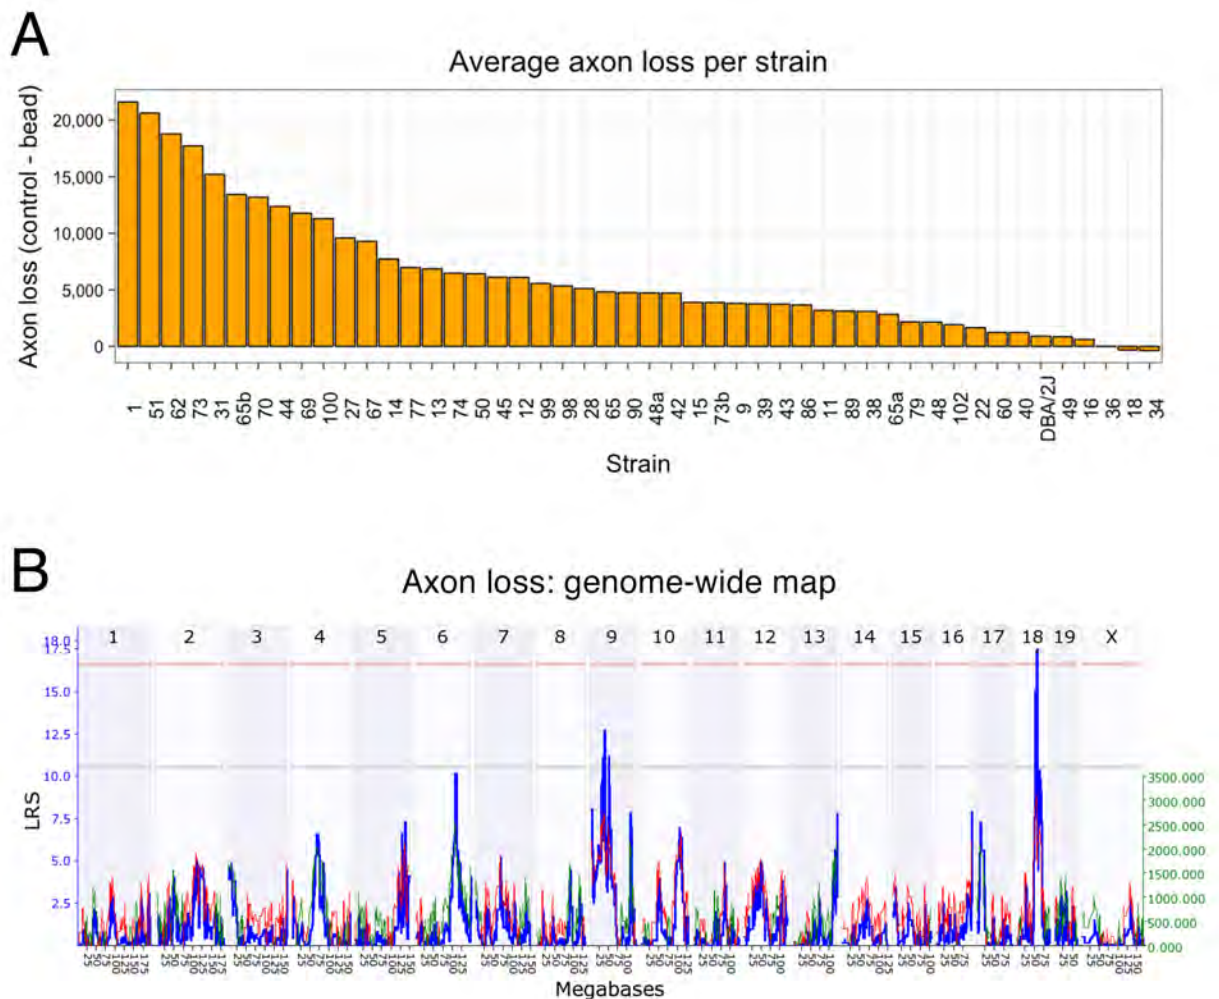 A
Average axon loss per strain
Axon loss (control - bead)
20,000
15,000
10,000
5,000
0
1 51 62 73 31 65b 70 44 69 100 27 67 14 77 13 74 50 45 12 99 98 28 65 90 48a 42 15 73b 9 39 43 86 11 89 38 65a 79 48 102 22 60 40 DBA/2J 49 16 36 18 34
Strain
B
Axon loss: genome-wide map
1 2 3 4 5 6 7 8 9 10 11 12 13 14 15 16 17 18 19 X
LRS
18.0
17.5
15.0
12.5
10.0
7.5
5.0
2.5
3500.000
3000.000
2500.000
2000.000
1500.000
1000.000
500.000
0.000
Megabases